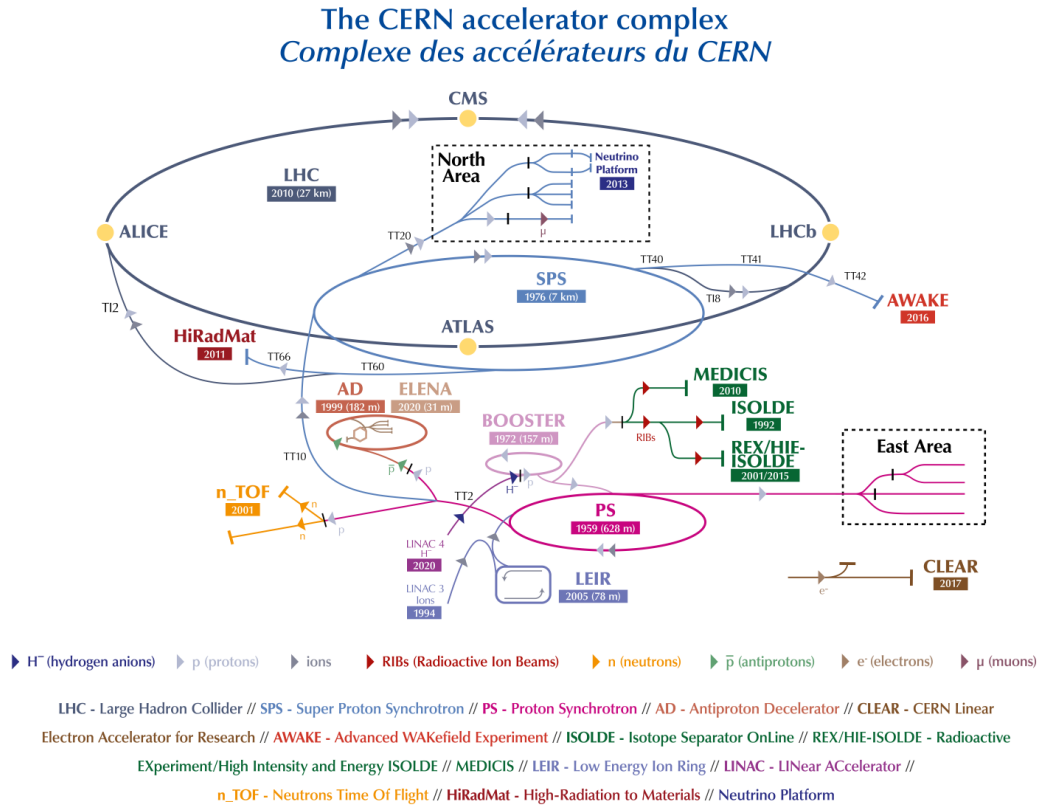 The CERN accelerator complex
Complexe des accélérateurs du CERN
CMS
North
Area
Neutrino
Platform
2013
LHC
2010 (27 km)
µ
ALICE
LHCb
TT20
TT40
TT41
TT42
SPS
1976 (7 km)
TI2
TI8
AWAKE
2016
ATLAS
HiRadMat
2011
TT66
TT60
MEDICIS
2010
AD
1999 (182 m)
ELENA
2020 (31 m)
ISOLDE
1992
BOOSTER
1972 (157 m)
RIBs
REX/HIE-
ISOLDE
2001/2015
East Area
TT10
p̅
p
H⁻
p
n_TOF
2001
n
n
p
TT2
PS
1959 (628 m)
LINAC 4
H⁻
2020
LINAC 3
Ions
1994
LEIR
2005 (78 m)
CLEAR
2017
e⁻
H⁻ (hydrogen anions)
p (protons)
ions
RIBs (Radioactive Ion Beams)
n (neutrons)
p̅ (antiprotons)
e⁻ (electrons)
µ (muons)
LHC - Large Hadron Collider // SPS - Super Proton Synchrotron // PS - Proton Synchrotron // AD - Antiproton Decelerator // CLEAR - CERN Linear
Electron Accelerator for Research // AWAKE - Advanced WAKefield Experiment // ISOLDE - Isotope Separator OnLine // REX/HIE-ISOLDE - Radioactive
EXperiment/High Intensity and Energy ISOLDE // MEDICIS // LEIR - Low Energy Ion Ring // LINAC - LINear ACcelerator //
n_TOF - Neutrons Time Of Flight // HiRadMat - High-Radiation to Materials // Neutrino Platform